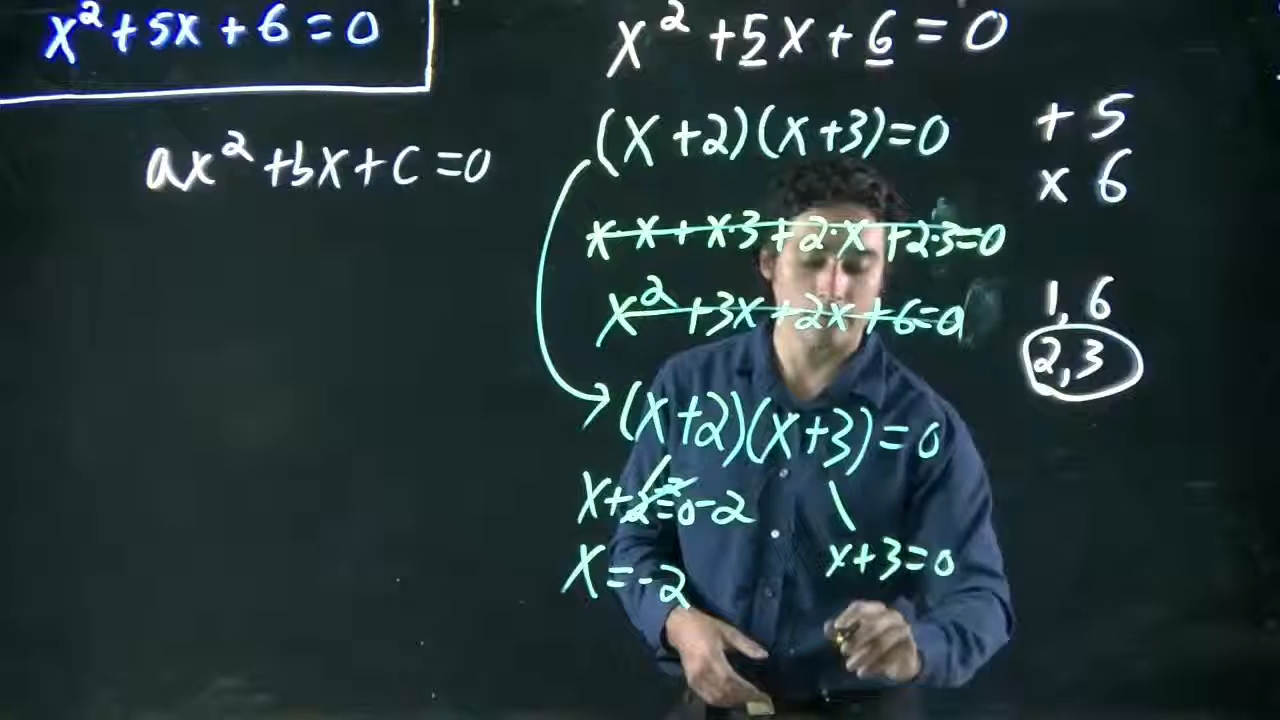 x²+5x+6=0
ax²+bx+c=0
x²+5x+6=0
(x+2)(x+3)=0
x·x+x·3+2·x+2·3=0
x²+3x+2x+6=0
(x+2)(x+3)=0
x+2=0-2
x=-2
x+3=0
+5
x 6
1,6
2,3